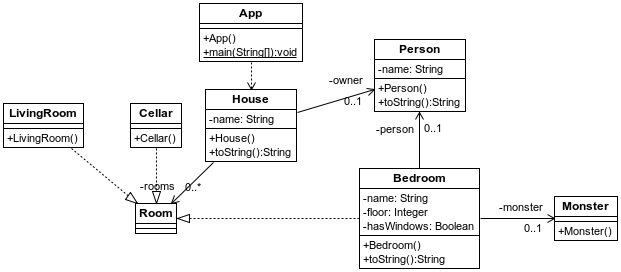 App
+App()
+main(String[]):void
Person
-name: String
+Person()
+toString():String
-owner
0..1
House
-name: String
+House()
+toString():String
LivingRoom
+LivingRoom()
Cellar
+Cellar()
-person
0..1
-rooms
0..*
Room
Bedroom
-name: String
-floor: Integer
-hasWindows: Boolean
+Bedroom()
+toString():String
-monster
0..1
Monster
+Monster()